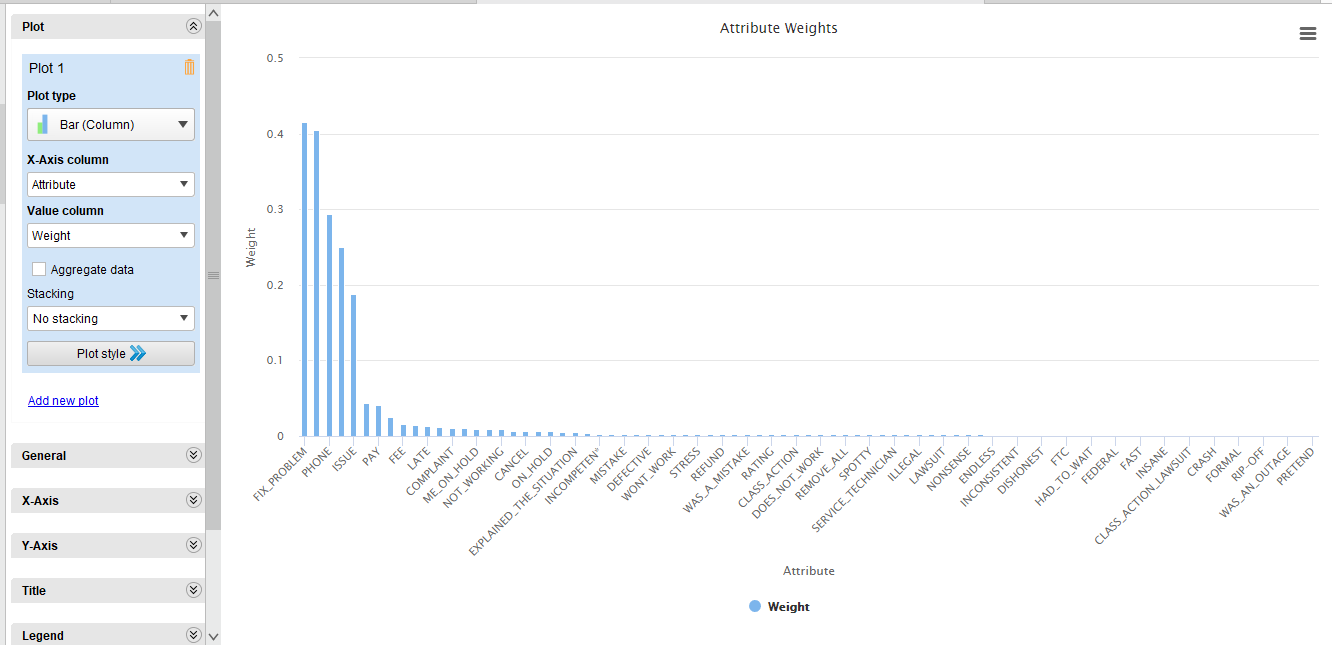 Plot
Plot 1
Plot type
Bar (Column)
X-Axis column
Attribute
Value column
Weight
Aggregate data
Stacking
No stacking
Plot style
Add new plot
General
X-Axis
Y-Axis
Title
Legend
Attribute Weights
Weight
0.5
0.4
0.3
0.2
0.1
0
FIX_PROBLEM
PHONE
ISSUE
PAY
FEE
LATE
COMPLAINT
ME_ON_HOLD
NOT_WORKING
CANCEL
ON_HOLD
EXPLAINED_THE_SITUATION
INCOMPETEN*
MISTAKE
DEFECTIVE
WONT_WORK
STRESS
REFUND
WAS_A_MISTAKE
RATING
CLASS_ACTION
DOES_NOT_WORK
REMOVE_ALL
SPOTTY
SERVICE_TECHNICIAN
ILLEGAL
LAWSUIT
NONSENSE
ENDLESS
INCONSISTENT
DISHONEST
FTC
HAD_TO_WAIT
FEDERAL
FAST
INSANE
CLASS_ACTION_LAWSUIT
CRASH
FORMAL
RIP-OFF
WAS_AN_OUTAGE
PRETEND
Attribute
Weight